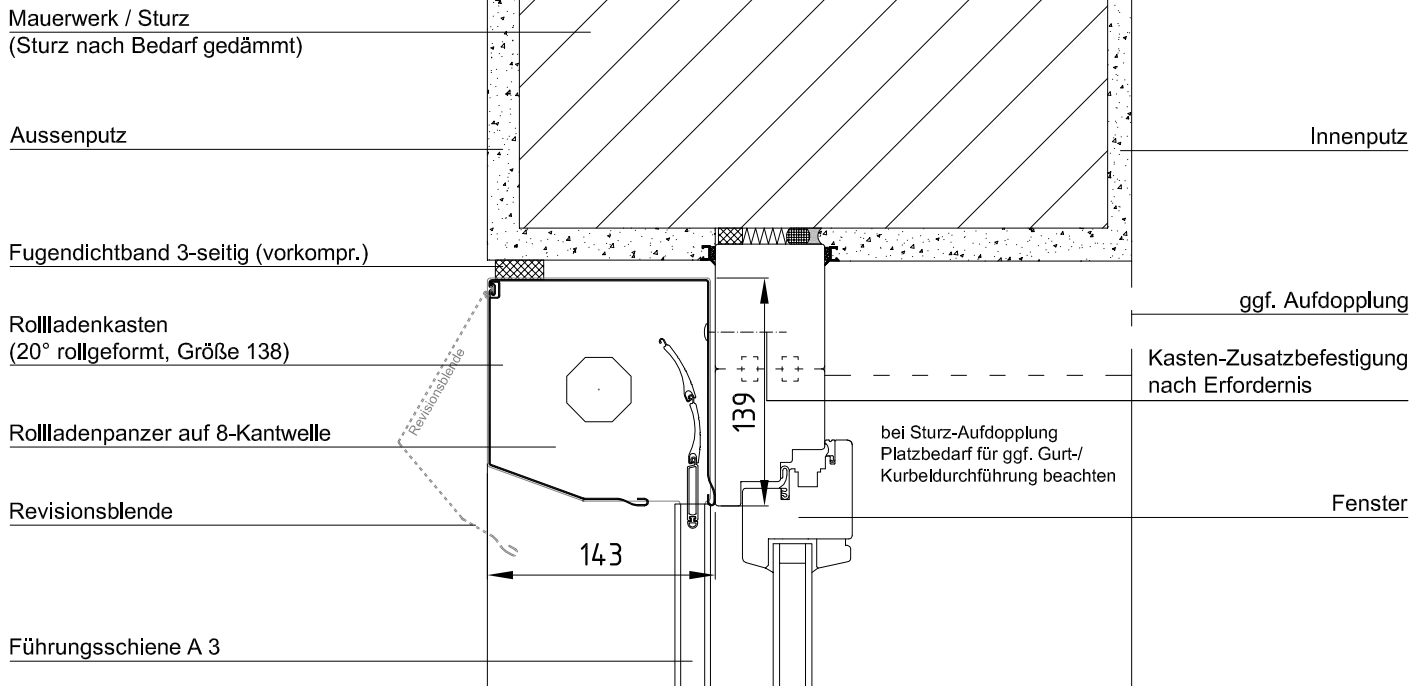 Mauerwerk / Sturz
(Sturz nach Bedarf gedämmt)
Aussenputz
Innenputz
Fugendichtband 3-seitig (vorkompr.)
ggf. Aufdopplung
Rollladenkasten
(20° rollgeformt, Größe 138)
Revisionsblende
Kasten-Zusatzbefestigung
nach Erfordernis
139
Rollladenpanzer auf 8-Kantwelle
bei Sturz-Aufdopplung
Platzbedarf für ggf. Gurt-/
Kurbeldurchführung beachten
Revisionsblende
Fenster
143
Führungsschiene A 3